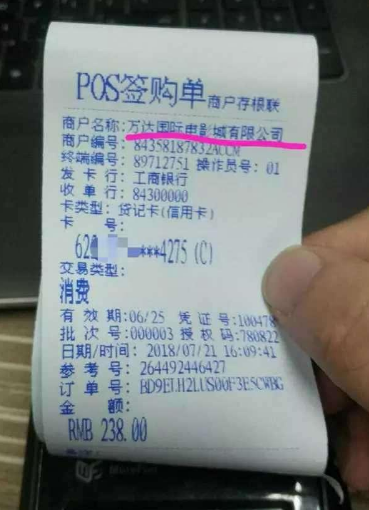 POS签购单 商户存根联
商户名称:万达国际电影城有限公司
商户编号: 84358187832ACCM
终端编号: 89712751 操作员号: 01
发 卡 行: 工商银行
收 单 行: 84300000
卡类型: 贷记卡(信用卡)
卡 号:
***4275 (C)
交易类型:
消费
有 效 期:06/25 凭 证 号:100478
批 次 号:000003 授 权 码:780822
日期/时间: 2018/07/21 16:09:41
参 考 号: 264492446427
订 单 号:
金 额:
RMB 238.00